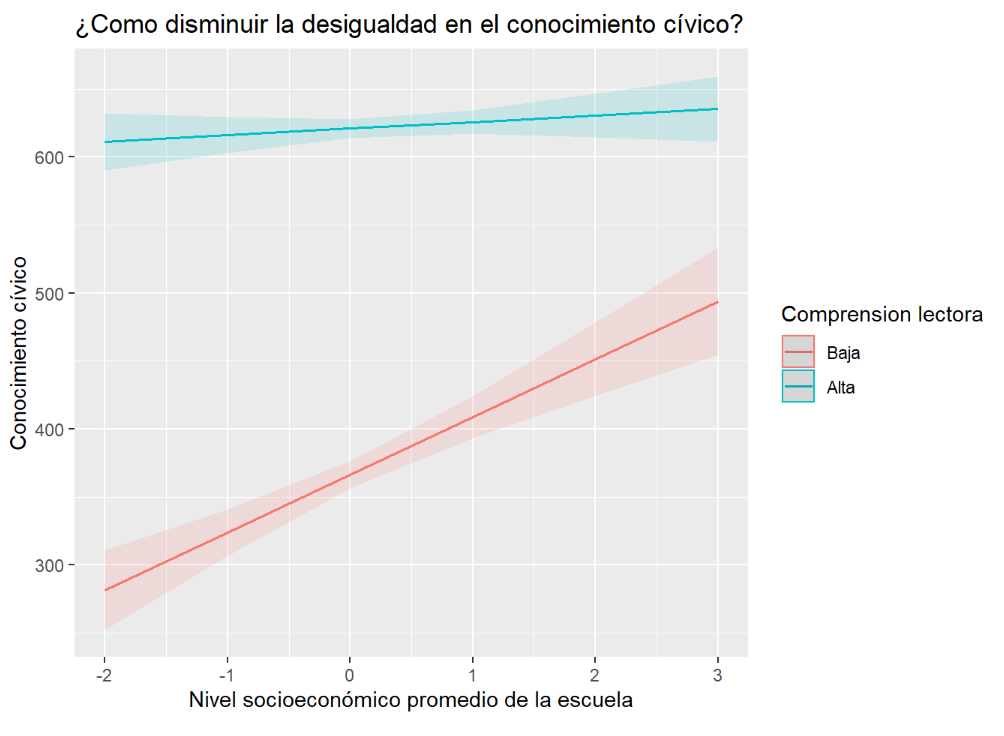 ¿Como disminuir la desigualdad en el conocimiento cívico?
Conocimiento cívico
600
500
400
300
-2 -1 0 1 2 3
Nivel socioeconómico promedio de la escuela
Comprension lectora
Baja
Alta